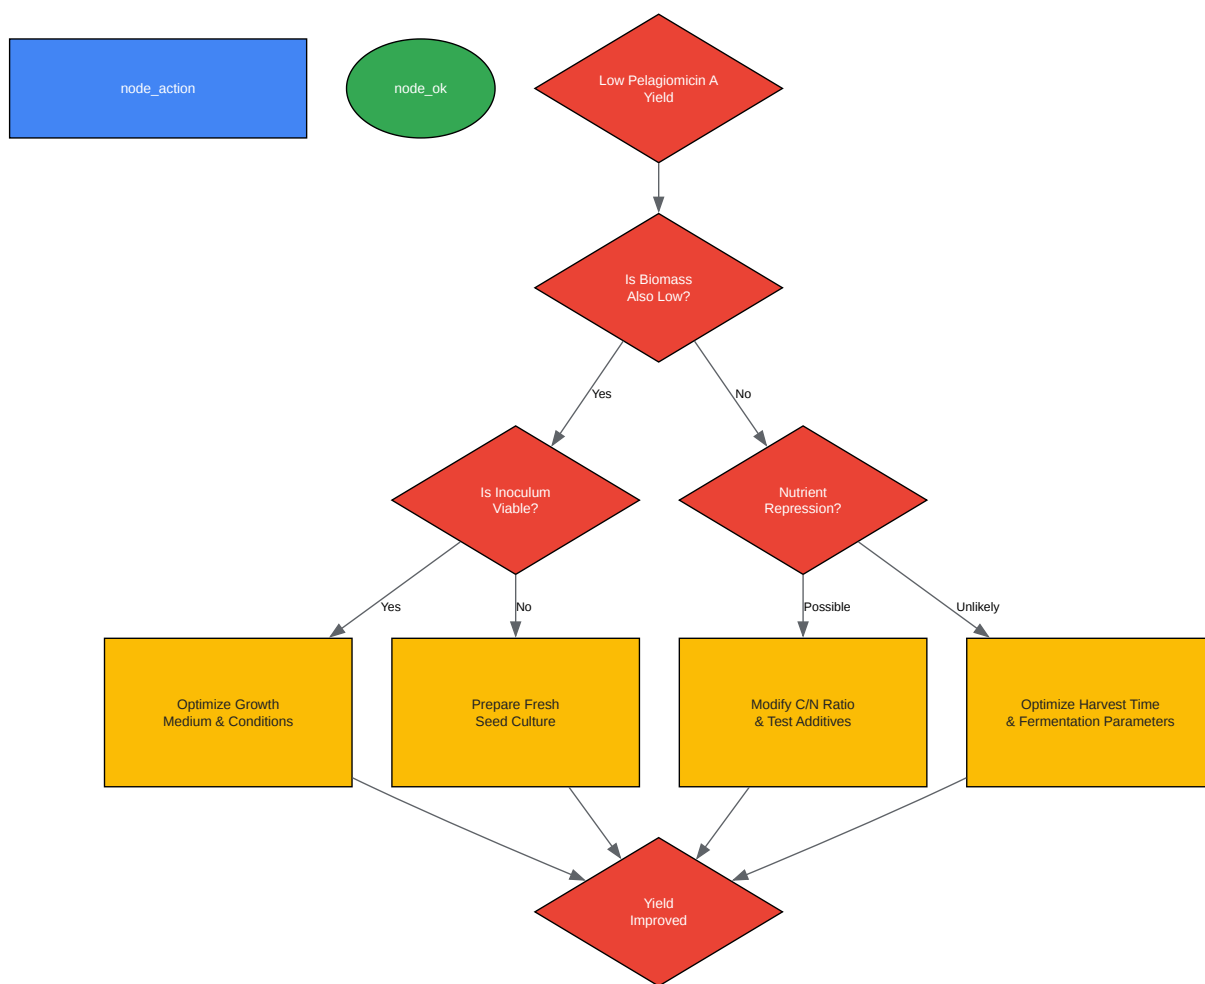 node_action
node_ok
Low Pelagiomicin A
Yield
Is Biomass
Also Low?
Yes
No
Is Inoculum
Viable?
Nutrient
Repression?
Yes
No
Possible
Unlikely
Optimize Growth
Medium & Conditions
Prepare Fresh
Seed Culture
Modify C/N Ratio
& Test Additives
Optimize Harvest Time
& Fermentation Parameters
Yield
Improved